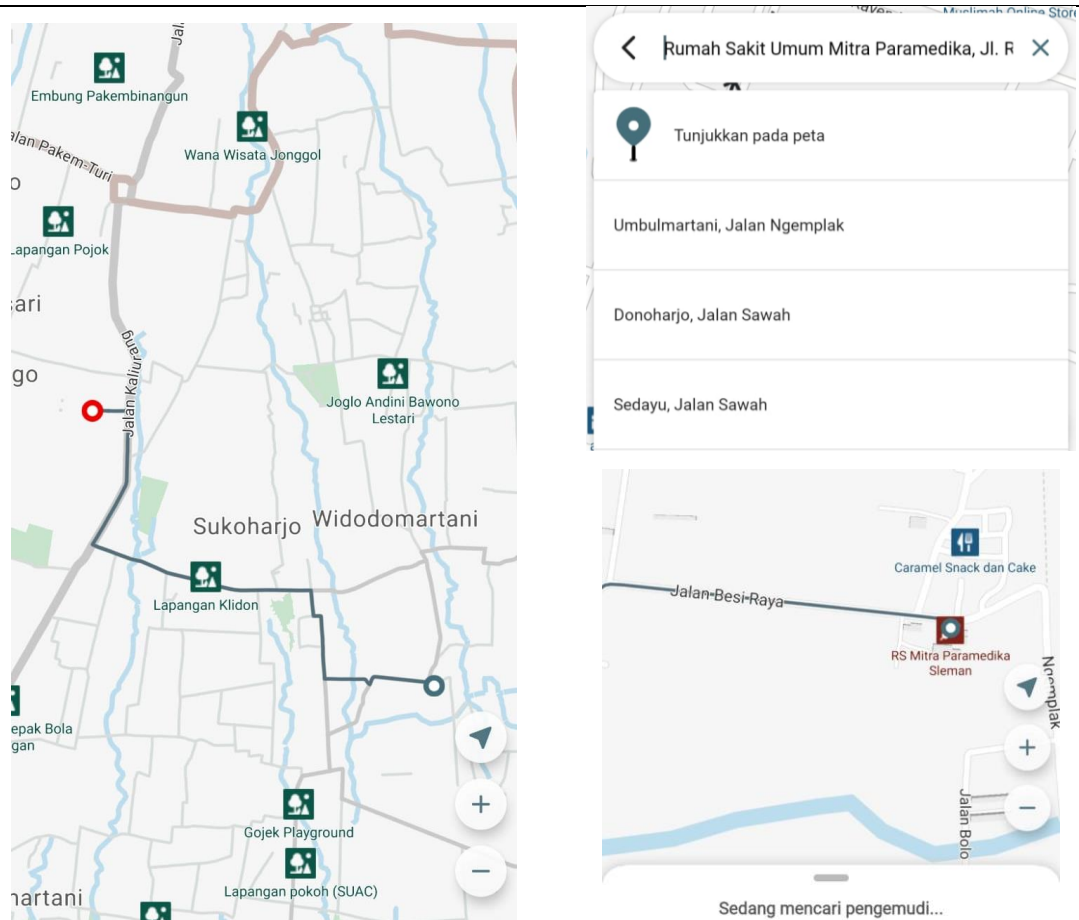 Embung Pakembinangun
Wana Wisata Jonggol
alan Pakem-Turi
o
Lapangan Pojok
sari
Jalan Kaliurang
go
Joglo Andini Bawono
Lestari
Sukoharjo
Widodomartani
Lapangan Klidon
epak Bola
gan
Gojek Playground
Lapangan pokoh (SUAC)
martani
Jal
+
−
Muslimah Online Store
Rumah Sakit Umum Mitra Paramedika, Jl. R
Tunjukkan pada peta
Umbulmartani, Jalan Ngemplak
Donoharjo, Jalan Sawah
Sedayu, Jalan Sawah
Caramel Snack dan Cake
Jalan-Besi-Raya
RS Mitra Paramedika
Sleman
Ngemplak
+
Jalan Bolo
−
Sedang mencari pengemudi...